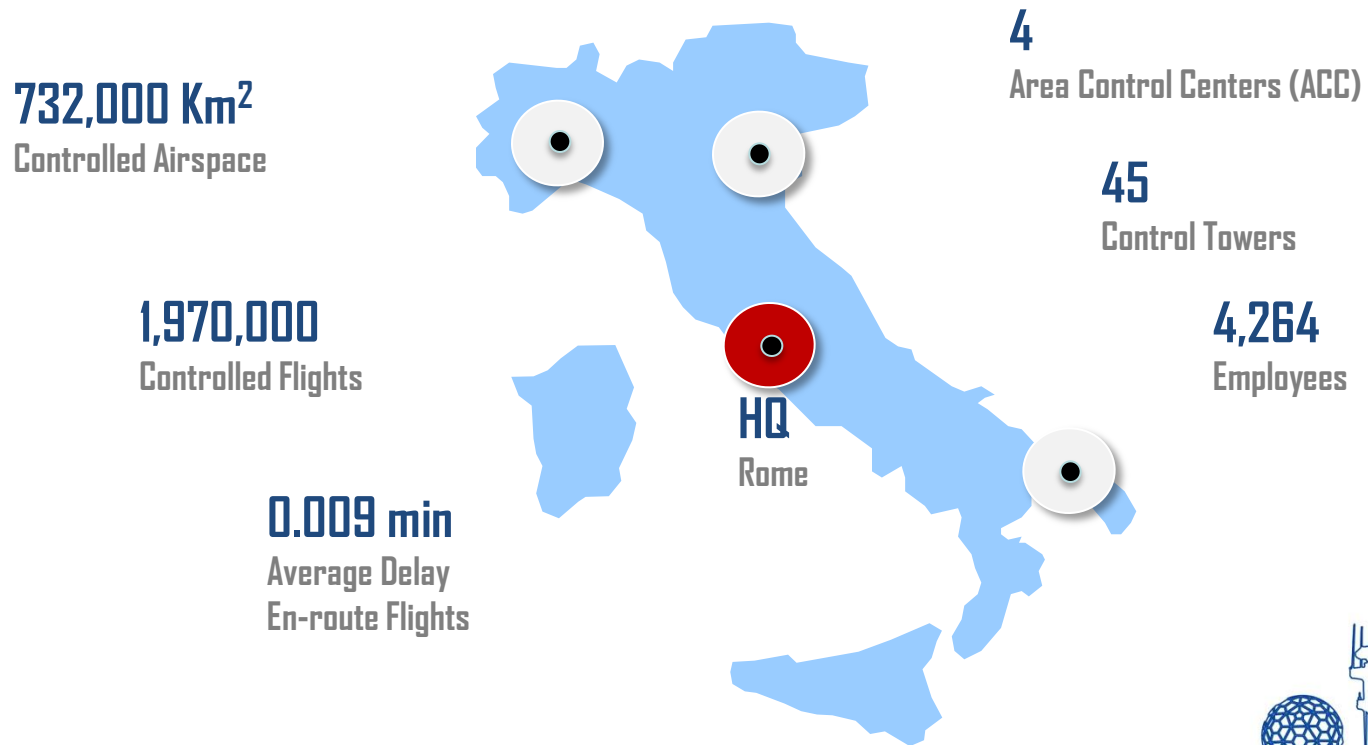 4
Area Control Centers (ACC)
732,000 Km²
Controlled Airspace
45
Control Towers
1,970,000
Controlled Flights
4,264
Employees
HQ
Rome
0.009 min
Average Delay
En-route Flights